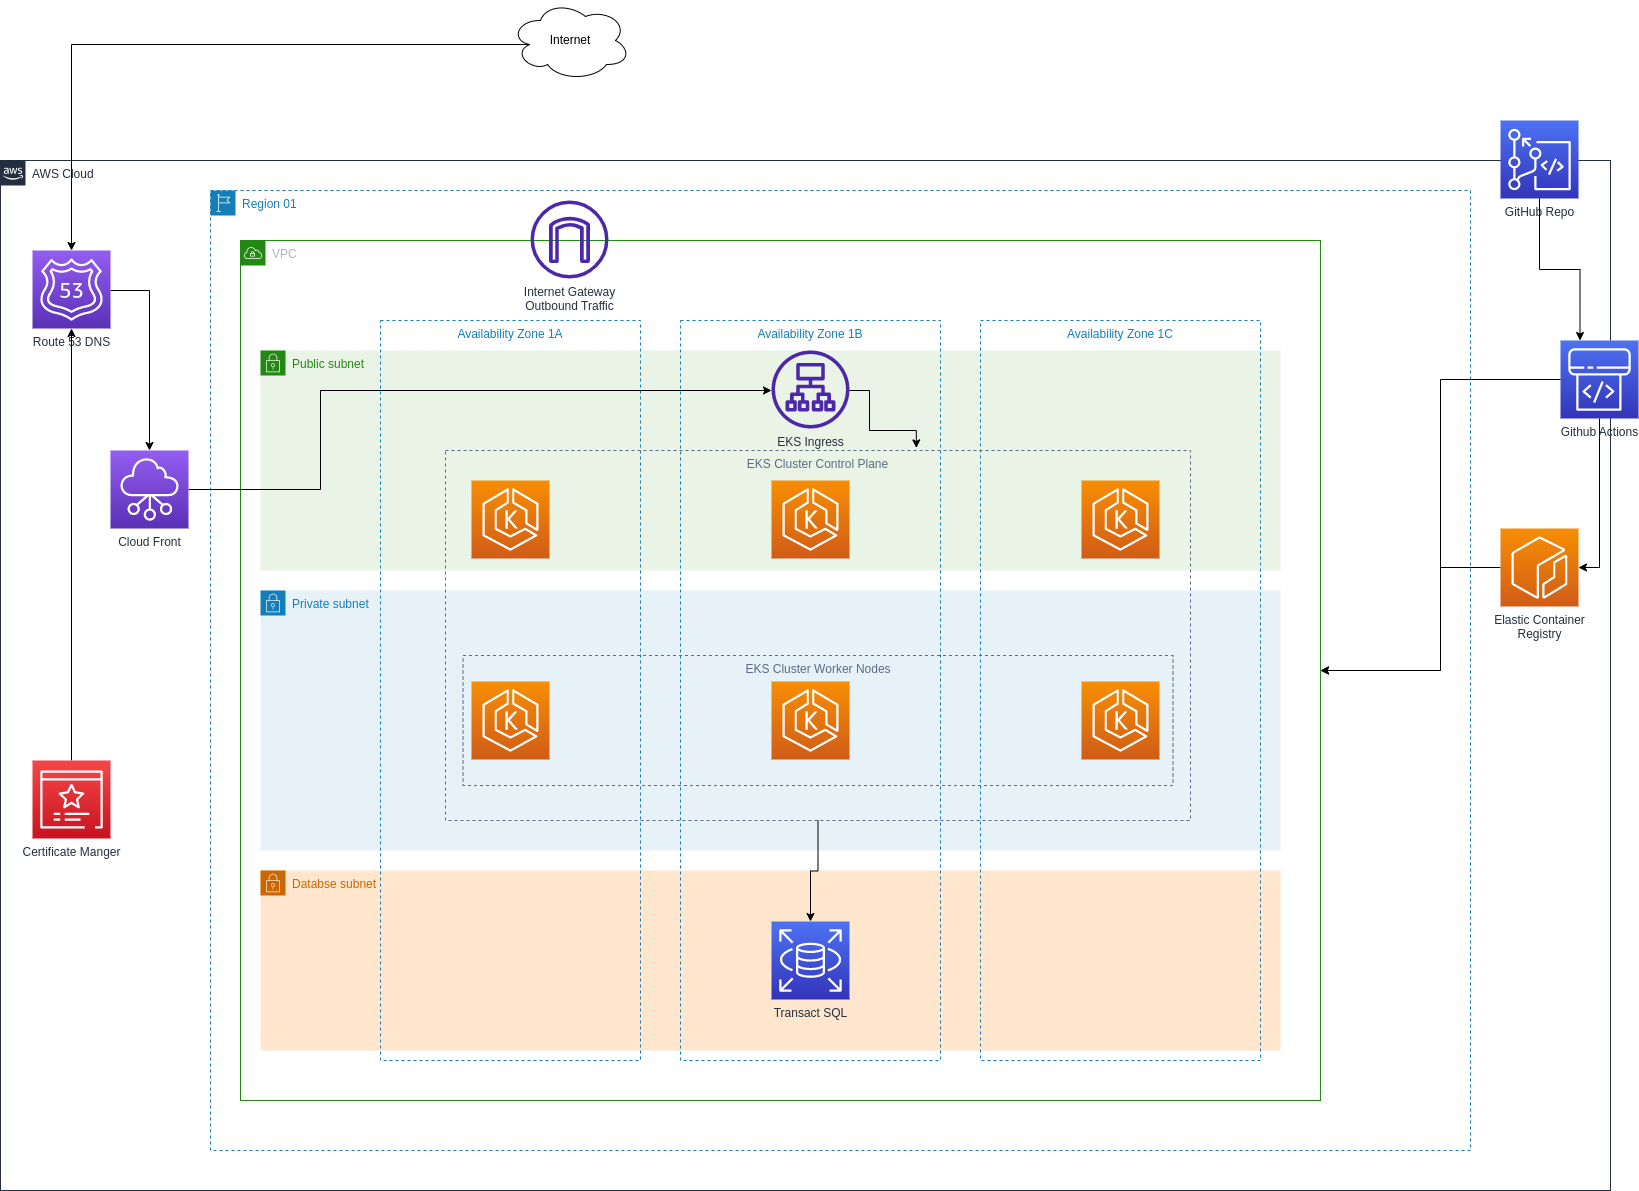 Internet
aws
AWS Cloud
GitHub Repo
Region 01
VPC
Internet Gateway
Outbound Traffic
53
Route 53 DNS
Availability Zone 1A
Availability Zone 1B
Availability Zone 1C
Public subnet
EKS Ingress
Github Actions
EKS Cluster Control Plane
K
K
K
Cloud Front
Elastic Container
Registry
Private subnet
EKS Cluster Worker Nodes
K
K
K
Certificate Manger
Databse subnet
Transact SQL